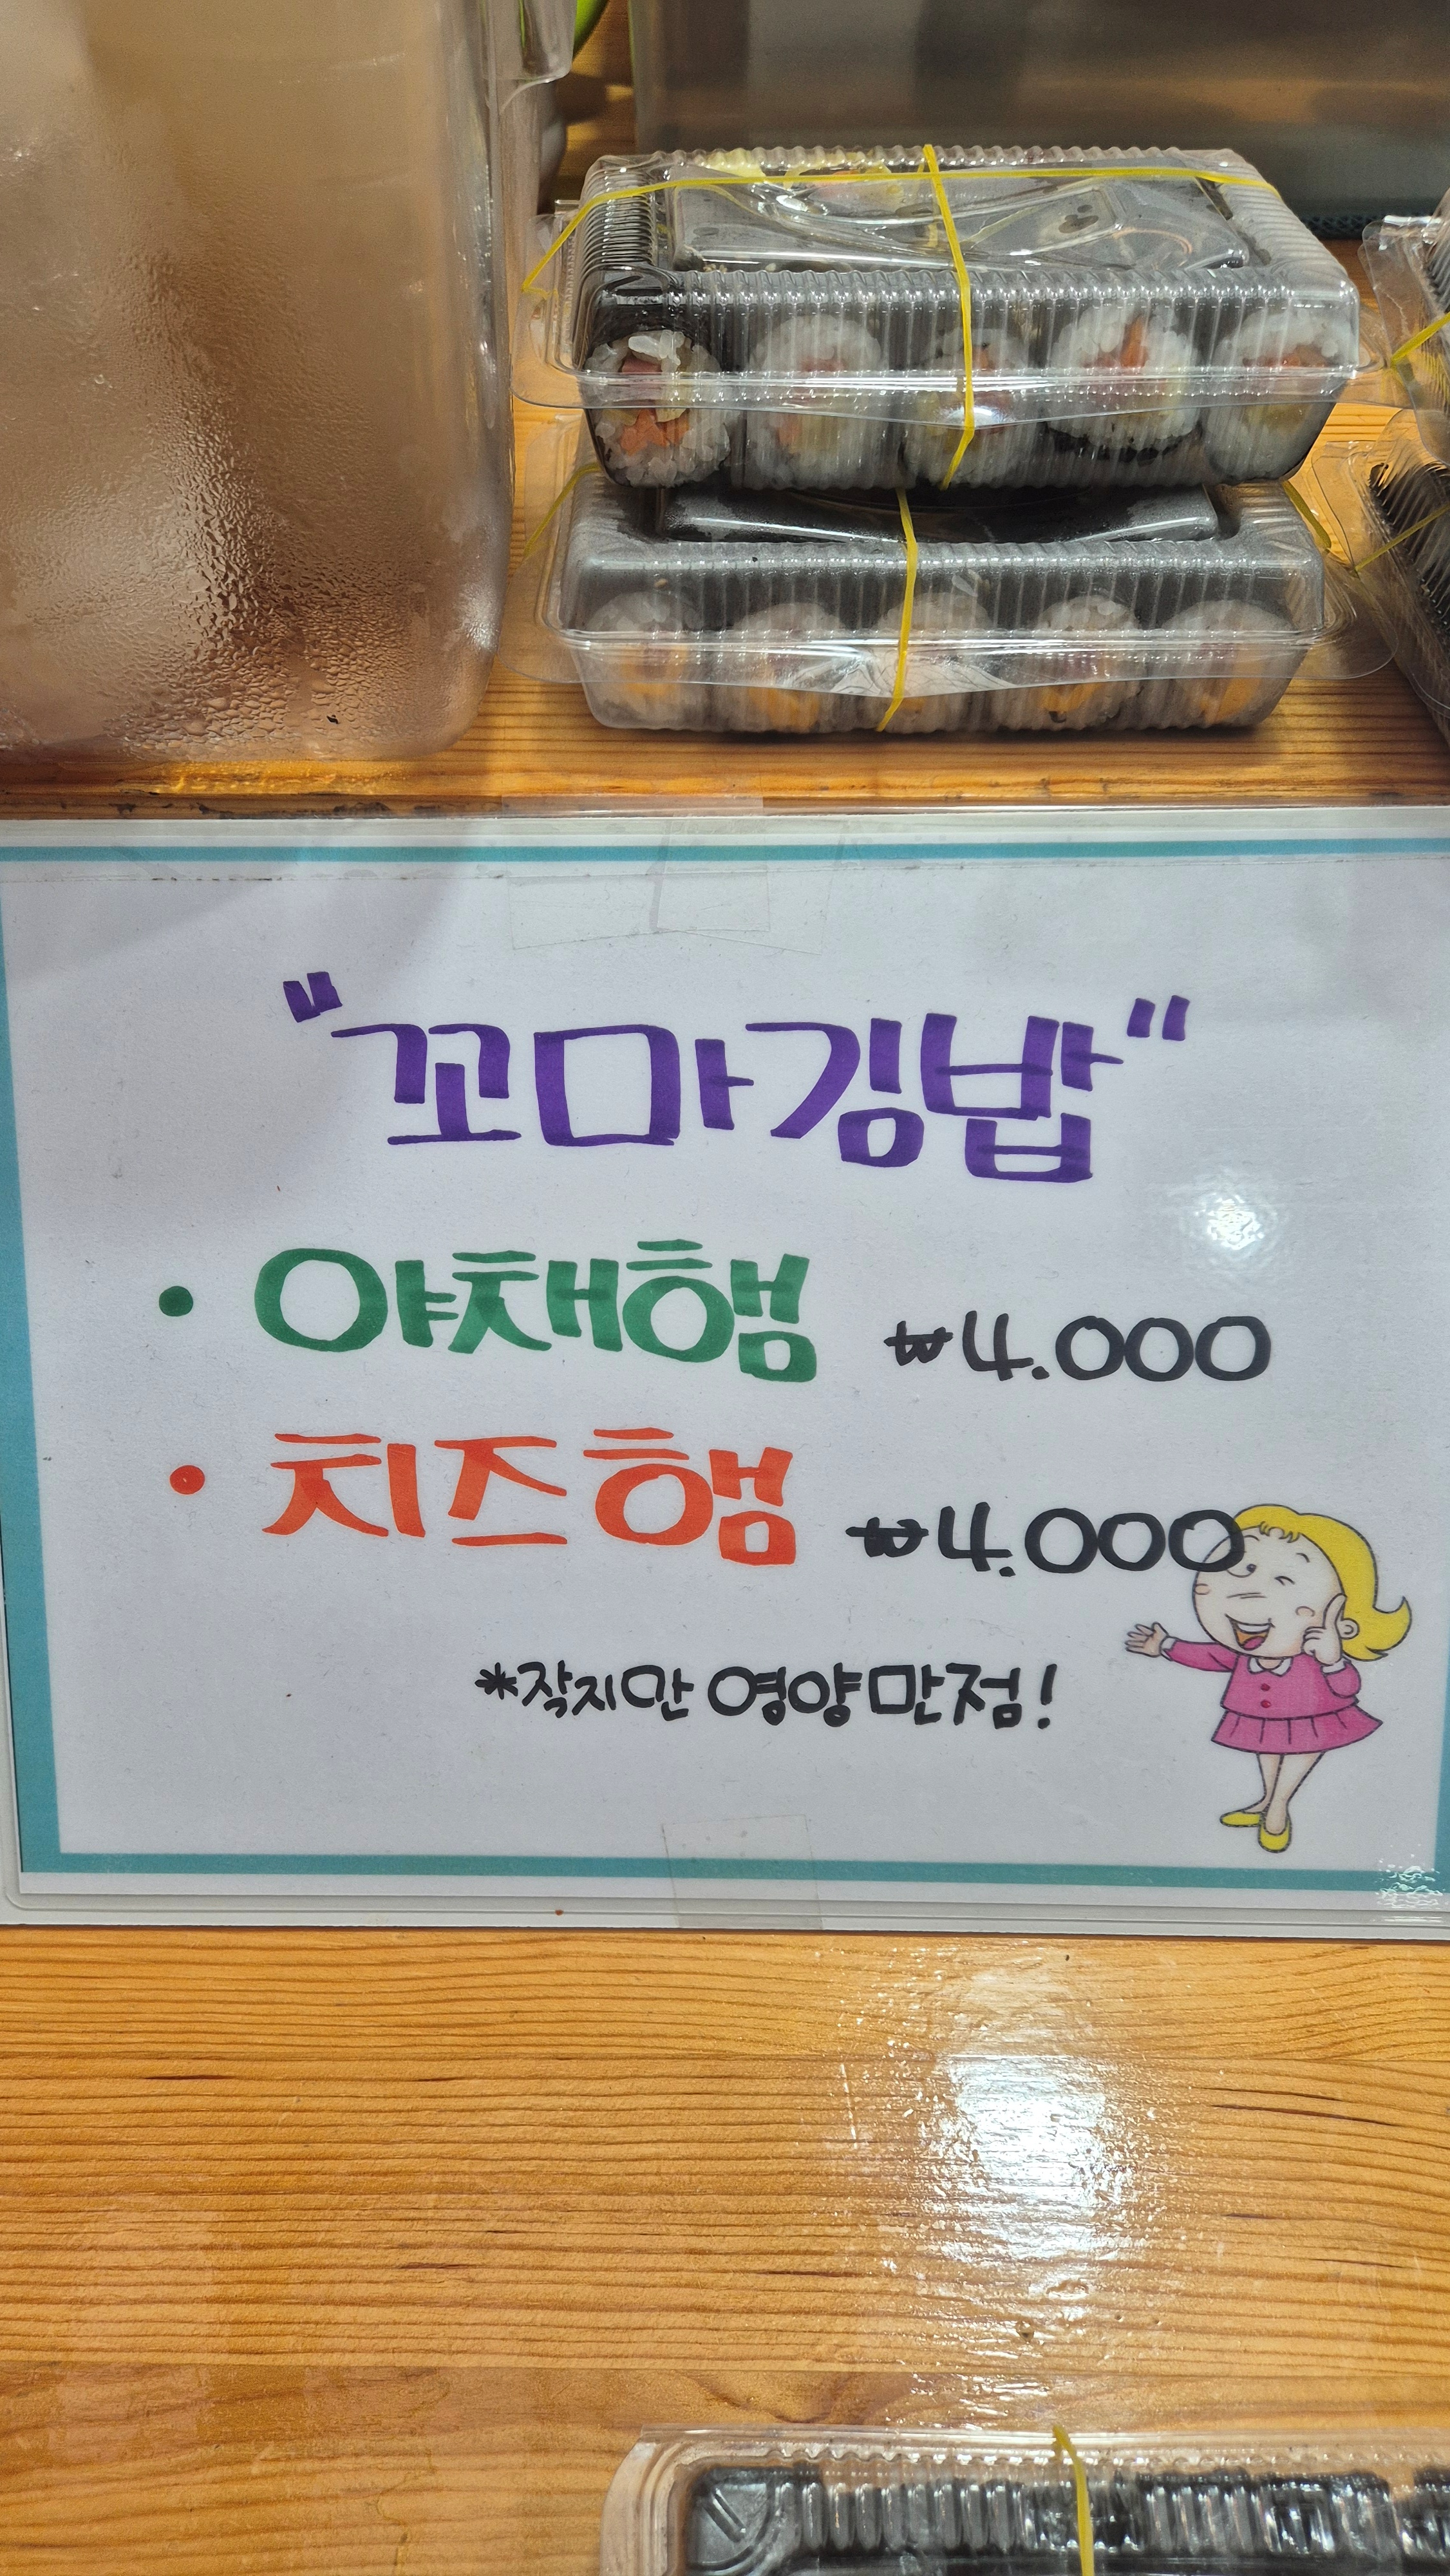 "꼬마김밥"
• 야채햄 ₩4.000
• 치즈햄 ₩4.000
*작지만 영양만점!